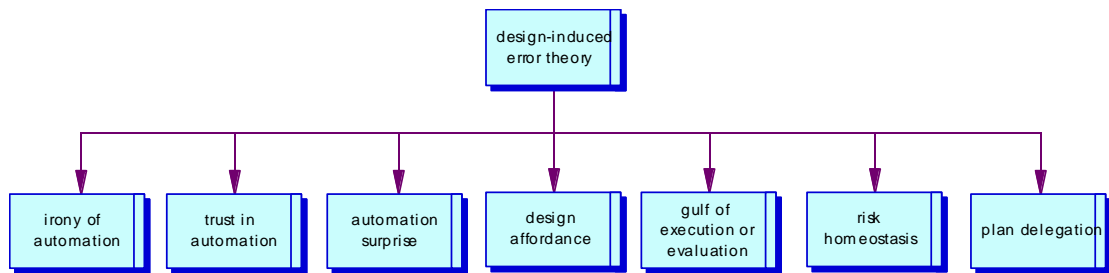 design-induced
error theory
irony of
automation
trust in
automation
automation
surprise
design
affordance
gulf of
execution or
evaluation
risk
homeostasis
plan delegation